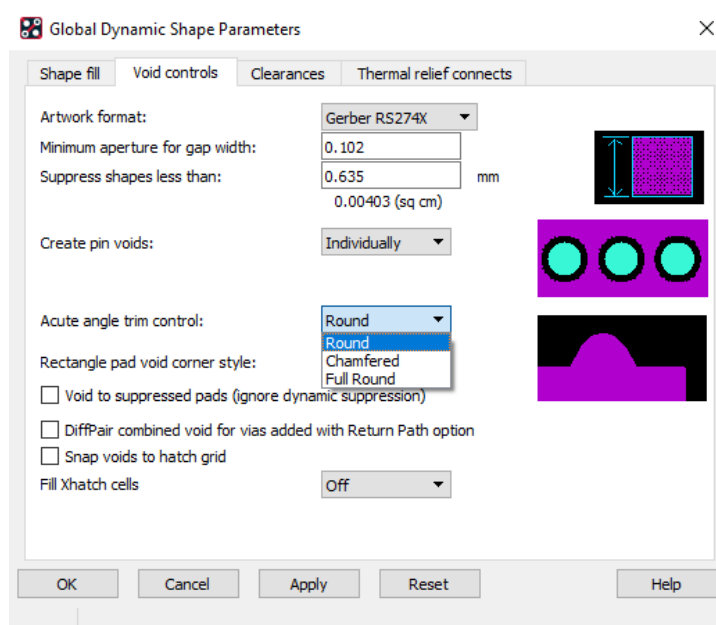 Global Dynamic Shape Parameters
Shape fill Void controls Clearances Thermal relief connects
Artwork format: Gerber RS274X
Minimum aperture for gap width: 0.102
Suppress shapes less than: 0.635 mm
0.00403 (sq cm)
Create pin voids: Individually
Acute angle trim control: Round
Round
Rectangle pad void corner style: Chamfered
Full Round
Void to suppressed pads (ignore dynamic suppression)
DiffPair combined void for vias added with Return Path option
Snap voids to hatch grid
Fill Xhatch cells Off
OK Cancel Apply Reset Help